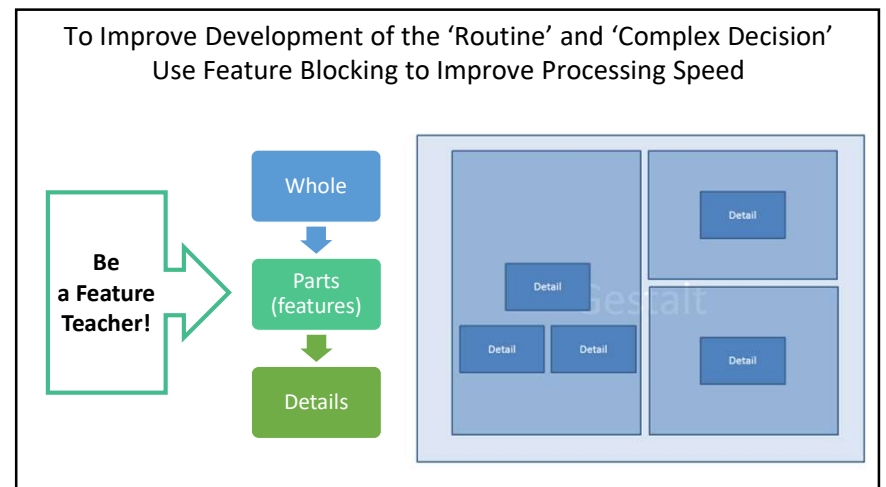 To Improve Development of the ‘Routine’ and ‘Complex Decision’
Use Feature Blocking to Improve Processing Speed
Be
a Feature
Teacher!
Whole
Parts
(features)
Details
Gestalt
Detail
Detail
Detail
Detail
Detail